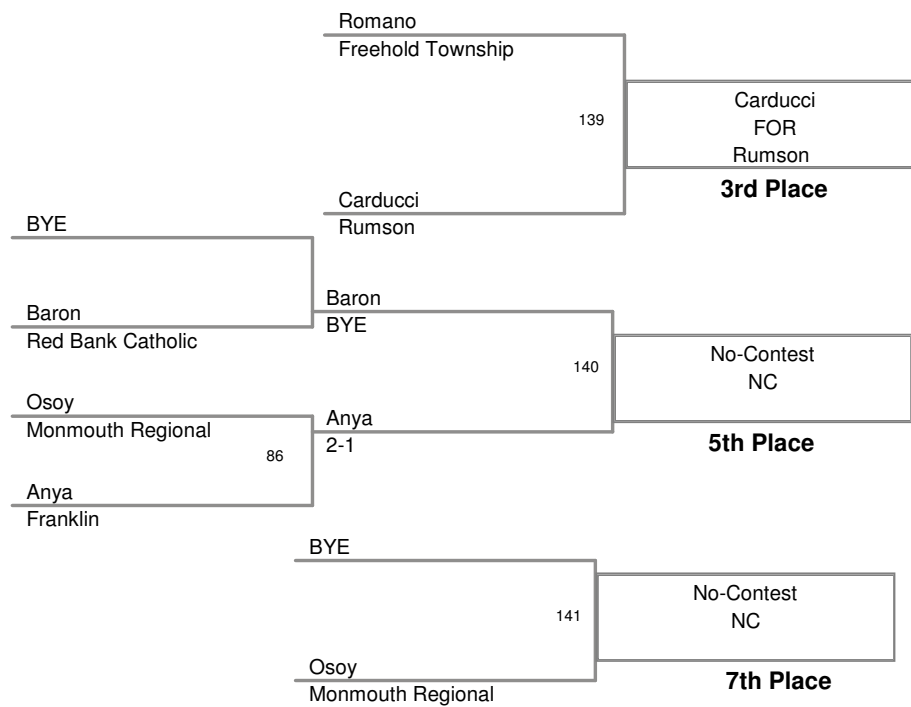 Romano
Freehold Township
139
Carducci
FOR
Rumson
3rd Place
Carducci
Rumson
BYE
Baron
Red Bank Catholic
Baron
BYE
140
No-Contest
NC
5th Place
Osoy
Monmouth Regional
86
Anya
2-1
Anya
Franklin
BYE
141
No-Contest
NC
7th Place
Osoy
Monmouth Regional